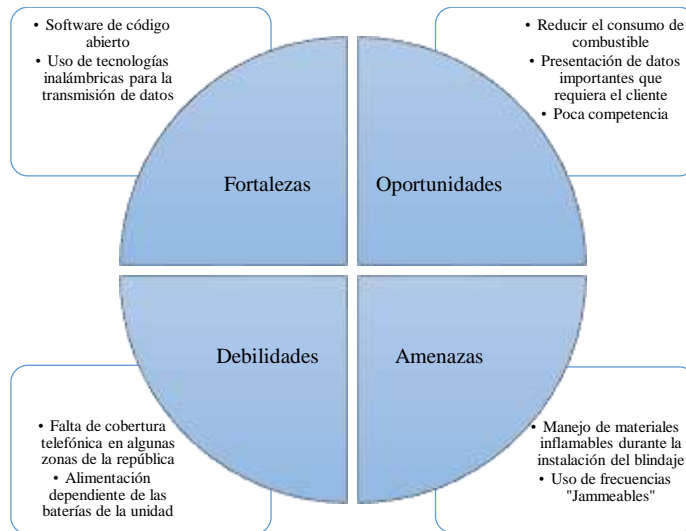 • Software de código
abierto
• Uso de tecnologías
inalámbricas para la
transmisión de datos
• Reducir el consumo de
combustible
• Presentación de datos
importantes que
requiera el cliente
• Poca competencia
Fortalezas
Oportunidades
Debilidades
Amenazas
• Falta de cobertura
telefónica en algunas
zonas de la república
• Alimentación
dependiente de las
baterías de la unidad
• Manejo de materiales
inflamables durante la
instalación del blindaje
• Uso de frecuencias
"Jammeables"